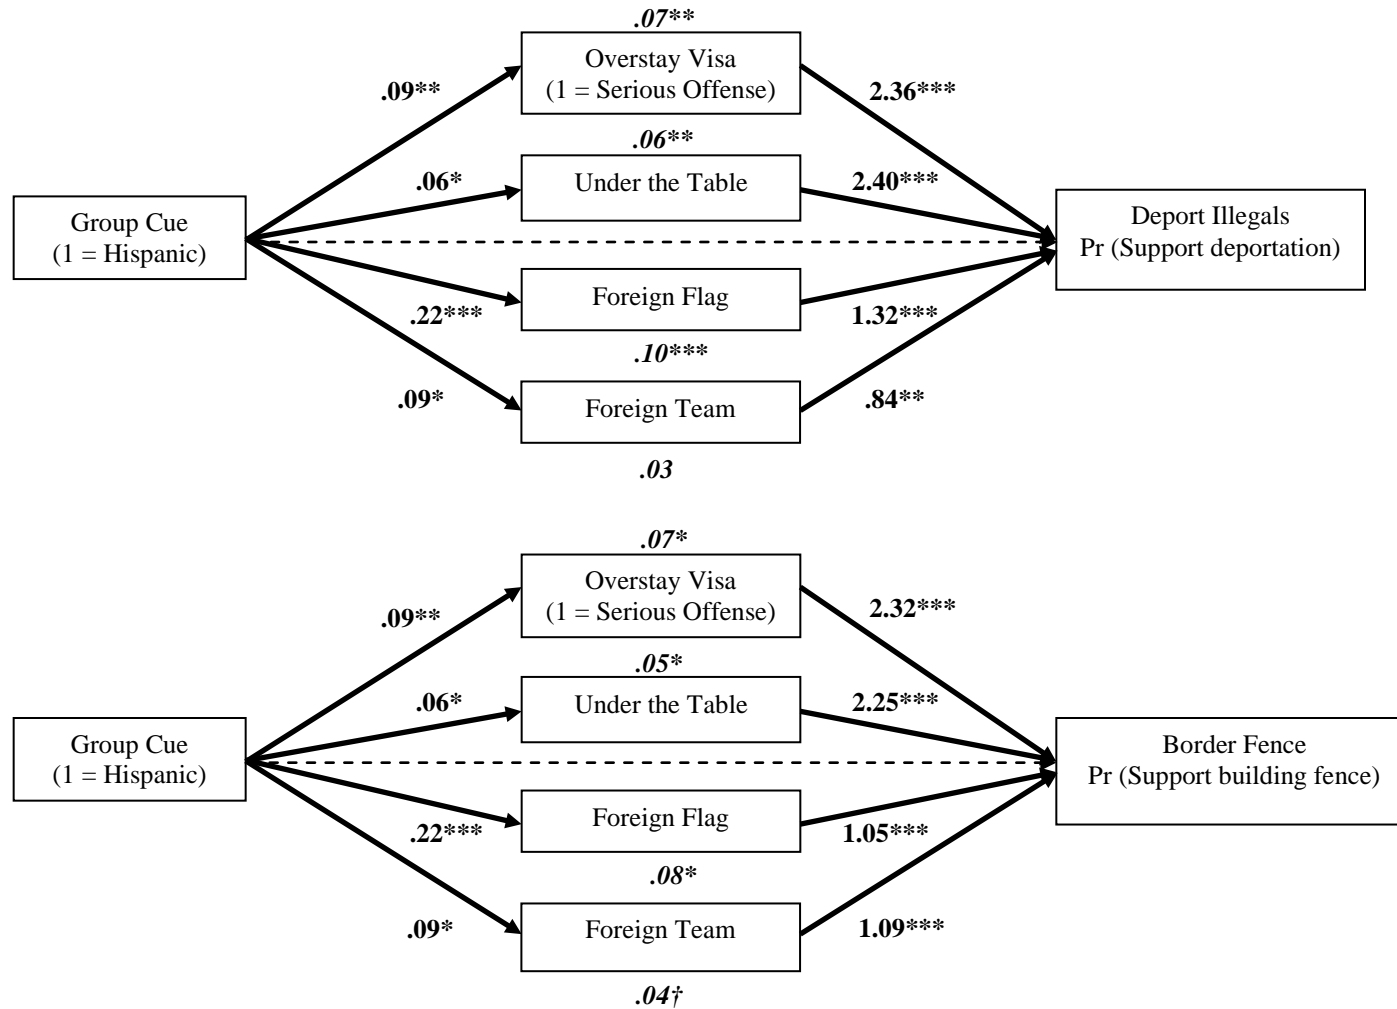 .07**
Overstay Visa
(1 = Serious Offense)
.09**
2.36***
.06**
.06*
Under the Table
2.40***
Group Cue
(1 = Hispanic)
Deport Illegals
Pr (Support deportation)
Foreign Flag
.22***
1.32***
.10***
.09*
Foreign Team
.84**
.03
.07*
Overstay Visa
(1 = Serious Offense)
.09**
2.32***
.05*
.06*
Under the Table
2.25***
Group Cue
(1 = Hispanic)
Border Fence
Pr (Support building fence)
Foreign Flag
.22***
1.05***
.08*
.09*
Foreign Team
1.09***
.04†